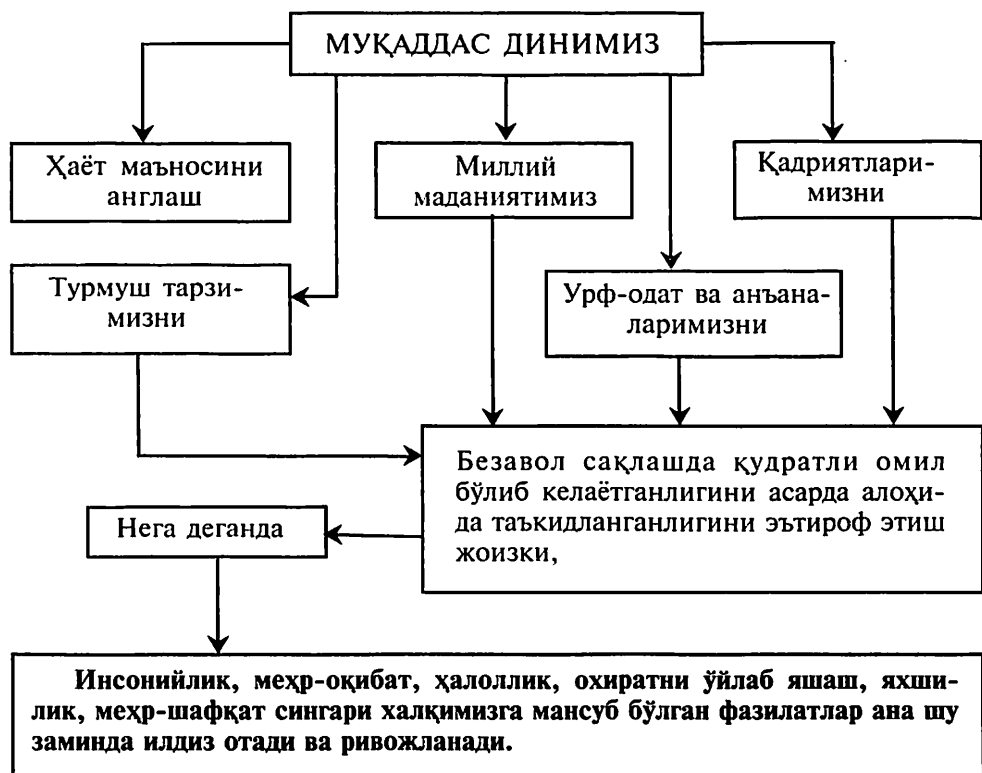 МУҚАДДАС ДИНИМИЗ
Ҳаёт маъносини
англаш
Миллий
маданиятимиз
Қадриятлари-
мизни
Турмуш тарзи-
мизни
Урф-одат ва анъана-
ларимизни
Безавол сақлашда қудратли омил
бўлиб келаётганлигини асарда алоҳи-
да таъкидланганлигини эътироф этиш
жоизки,
Нега деганда
Инсонийлик, меҳр-оқибат, ҳалоллик, охиратни ўйлаб яшаш, яхши-
лик, меҳр-шафқат сингари халқимизга мансуб бўлган фазилатлар ана шу
заминда илдиз отади ва ривожланади.